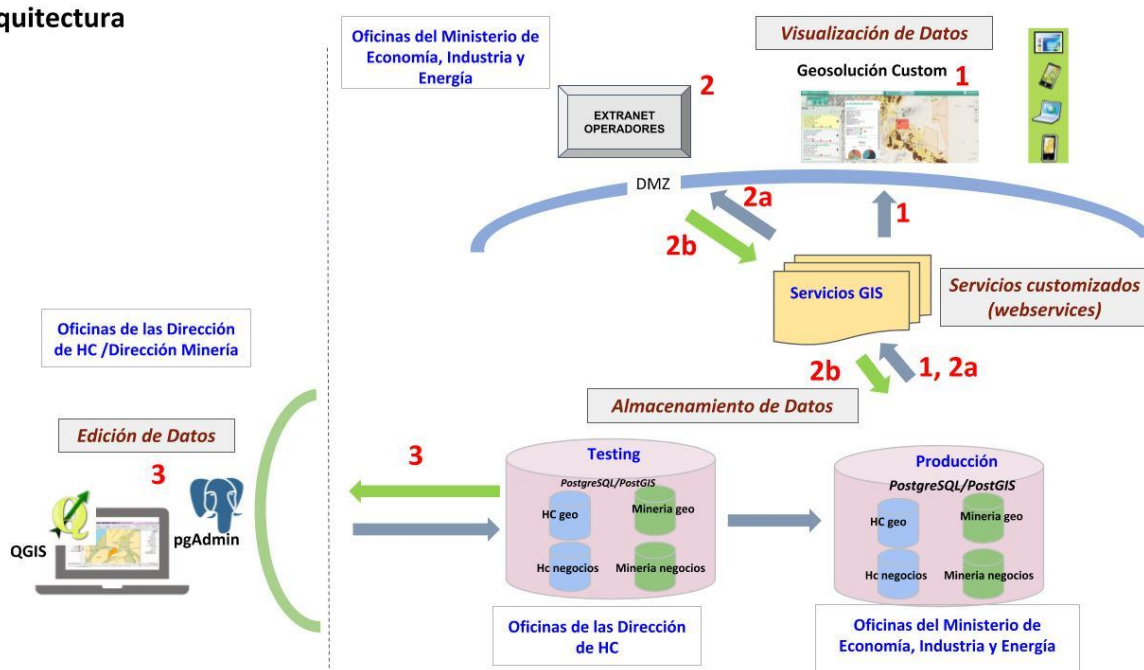 quitectura
Oficinas del Ministerio de
Economía, Industria y
Energía
Visualización de Datos
Geosolución Custom
1
2
EXTRANET
OPERADORES
DMZ
2a
1
2b
Servicios GIS
Servicios customizados
(webservices)
Oficinas de las Dirección
de HC /Dirección Minería
2b
1, 2a
Almacenamiento de Datos
Edición de Datos
3
QGIS
pgAdmin
3
Testing
PostgreSQL/PostGIS
HC geo
Mineria geo
Hc negocios
Mineria negocios
Producción
PostgreSQL/PostGIS
HC geo
Mineria geo
Hc negocios
Mineria negocios
Oficinas de las Dirección
de HC
Oficinas del Ministerio de
Economía, Industria y Energía